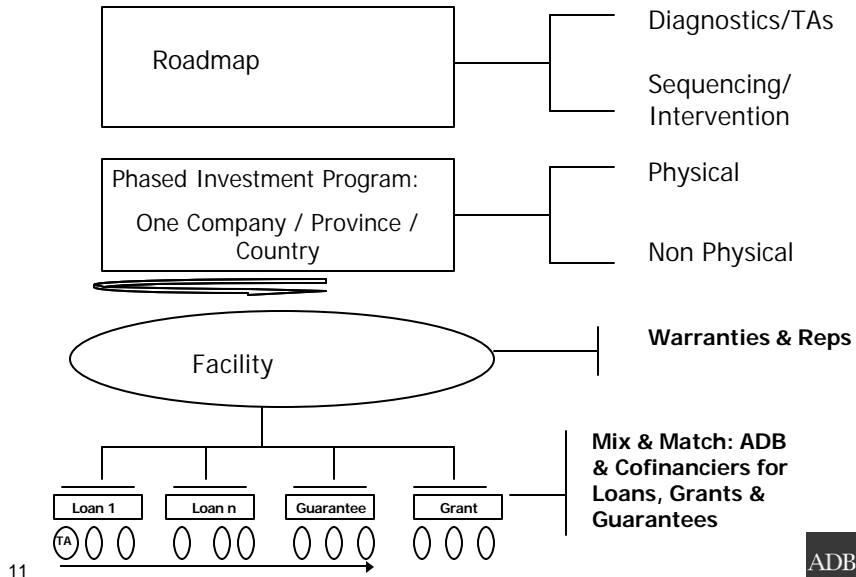 Roadmap
Diagnostics/TAs
Sequencing/
Intervention
Phased Investment Program:
One Company / Province /
Country
Physical
Non Physical
Facility
Warranties & Reps
Mix & Match: ADB
& Cofinanciers for
Loans, Grants &
Guarantees
Loan 1
Loan n
Guarantee
Grant
TA
11
ADB